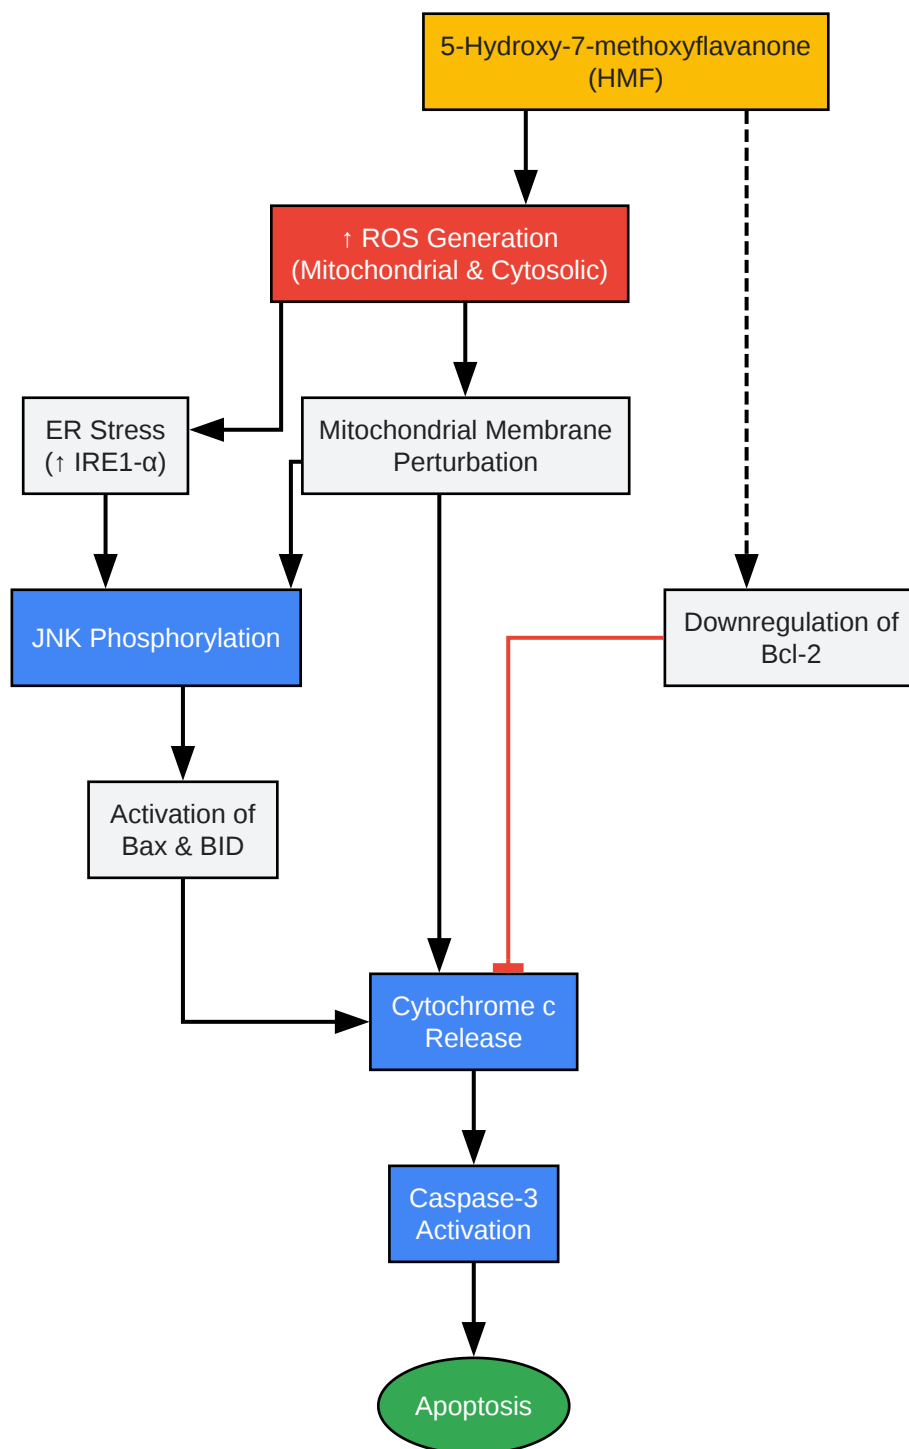 5-Hydroxy-7-methoxyflavanone
(HMF)
↑ ROS Generation
(Mitochondrial & Cytosolic)
ER Stress
(↑ IRE1-α)
Mitochondrial Membrane
Perturbation
JNK Phosphorylation
Downregulation of
Bcl-2
Activation of
Bax & BID
Cytochrome c
Release
Caspase-3
Activation
Apoptosis